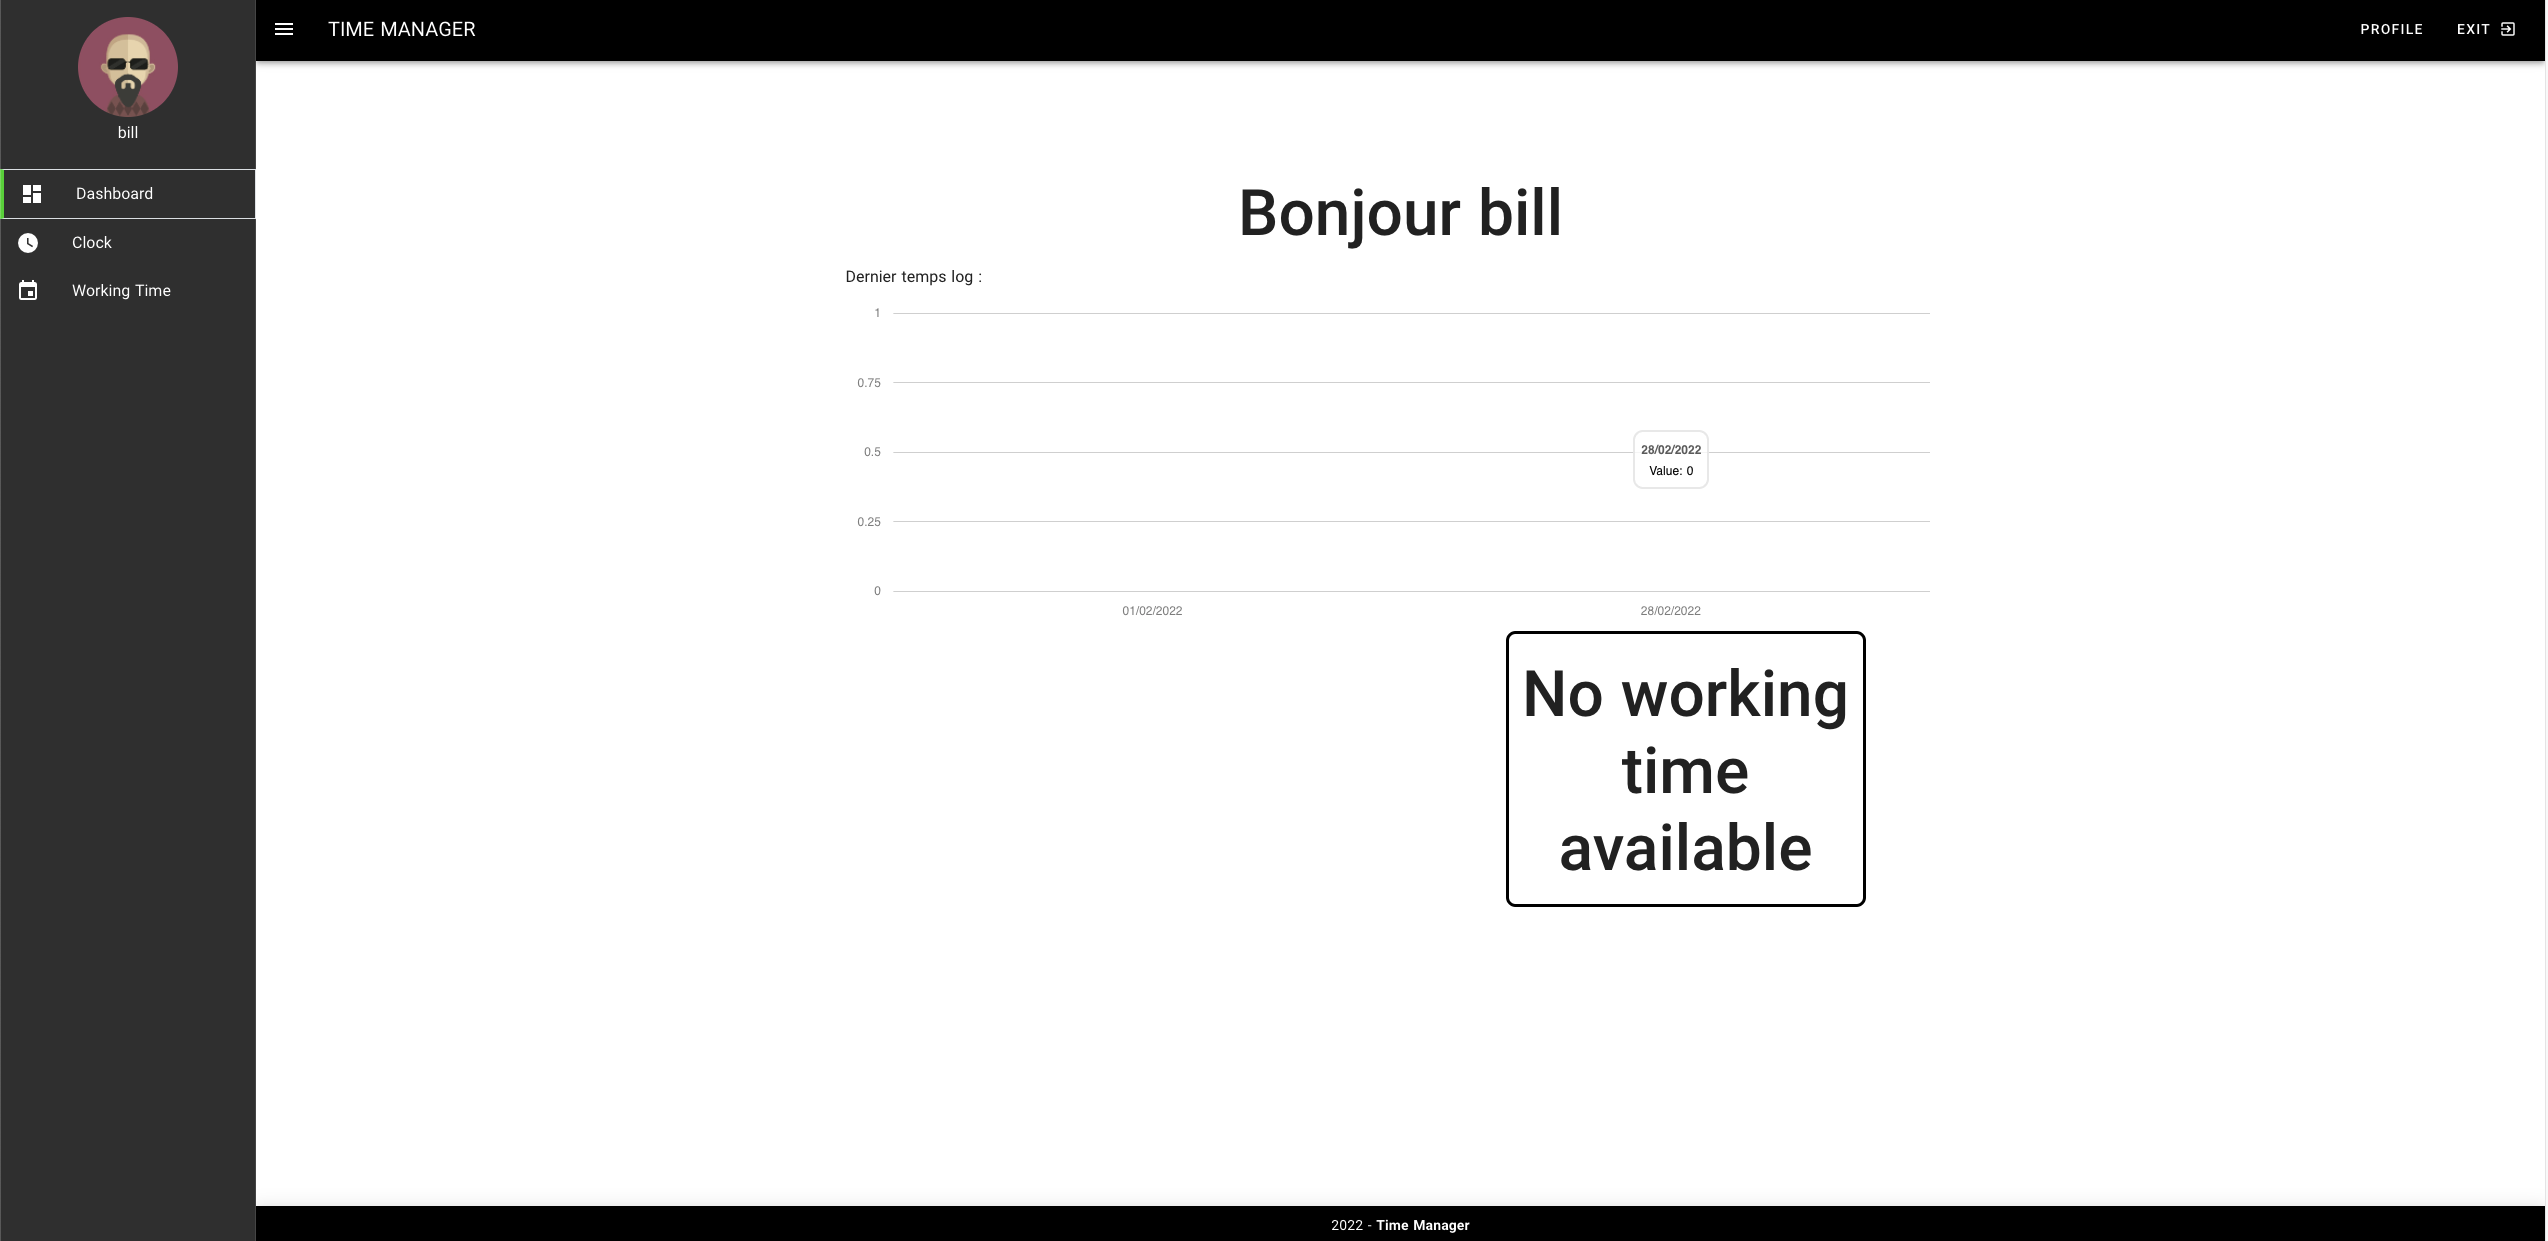 TIME MANAGER
PROFILE
EXIT
bill
Dashboard
Clock
Working Time
Bonjour bill
Dernier temps log :
1
0.75
0.5
0.25
0
28/02/2022
Value: 0
01/02/2022
28/02/2022
No working
time
available
2022 - Time Manager